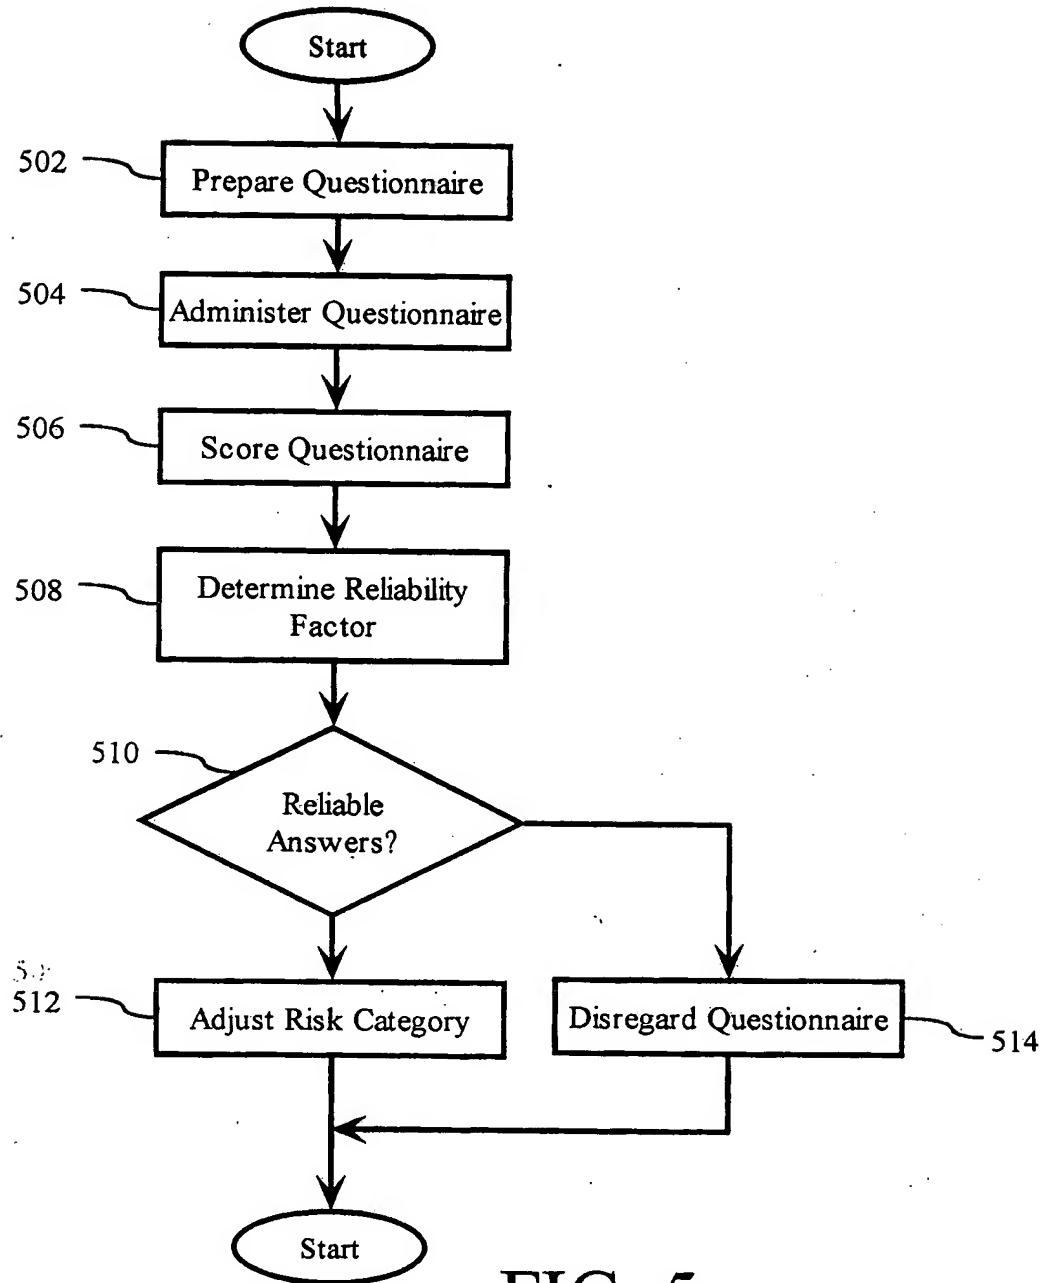 Start
502
Prepare Questionnaire
504
Administer Questionnaire
506
Score Questionnaire
508
Determine Reliability
Factor
510
Reliable
Answers?
512
Adjust Risk Category
Disregard Questionnaire
514
Start
FIG. 5